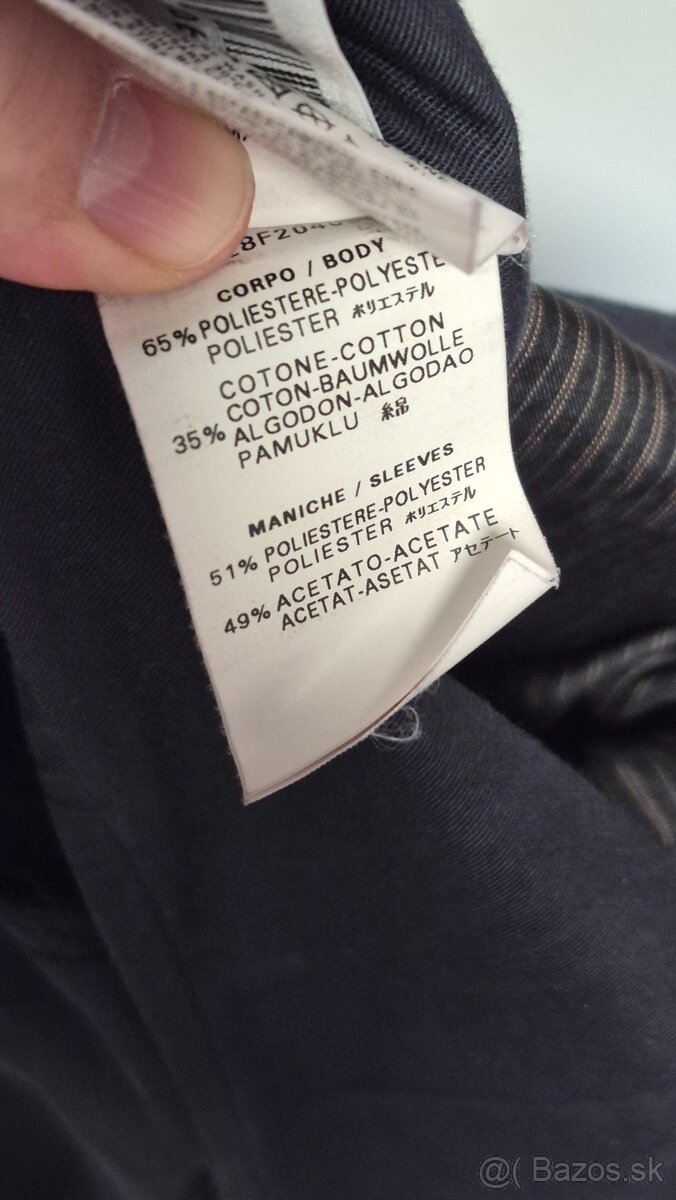 CORPO / BODY
65% POLIESTERE-POLYESTE
POLIESTER ポリエステル
COTONE-COTTON
COTON-BAUMWOLLE
35% ALGODON-ALGODAO
PAMUKLU
MANICHE / SLEEVES
51% POLIESTERE-POLYESTER
POLIESTER ポリエステル
49% ACETATO-ACETATE
ACETAT-ASETAT アセテート
@( Bazos.sk